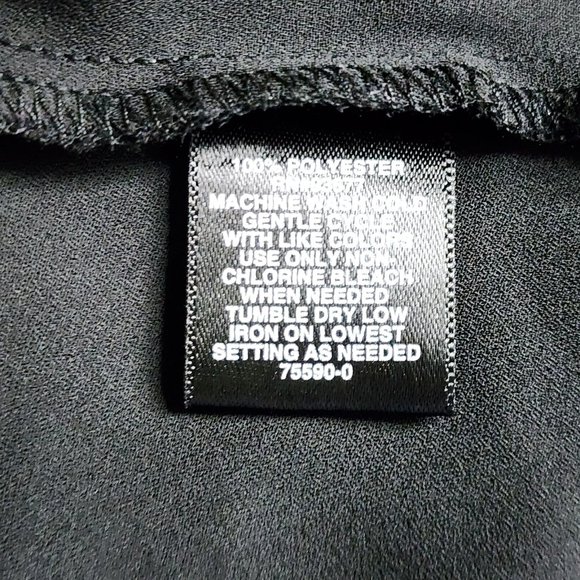 100% POLYESTER
MACHINE WASH COLD
GENTLE CYCLE
WITH LIKE COLORS
USE ONLY NON-
CHLORINE BLEACH
WHEN NEEDED
TUMBLE DRY LOW
IRON ON LOWEST
SETTING AS NEEDED
75590-0